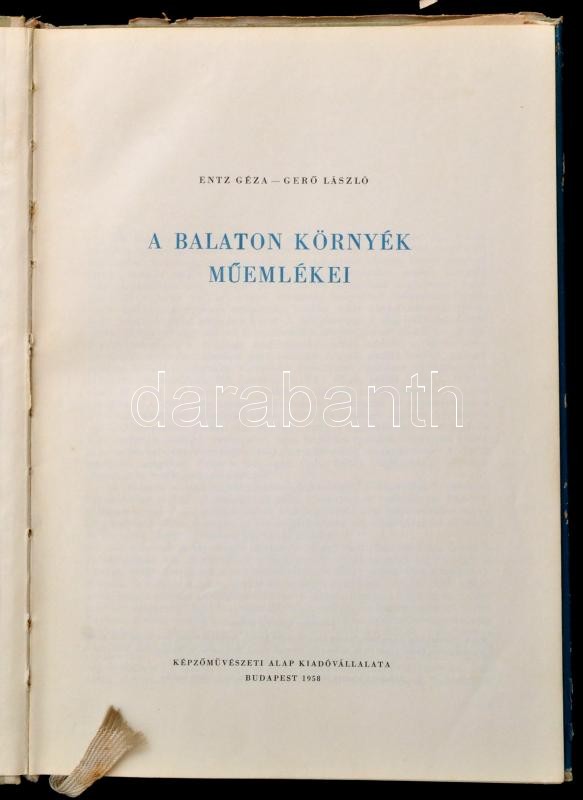 ENTZ GÉZA — GERŐ LÁSZLÓ
A BALATON KÖRNYÉK
MŰEMLÉKEI
darabanth
KÉPZŐMŰVÉSZETI ALAP KIADÓVÁLLALATA
BUDAPEST 1958